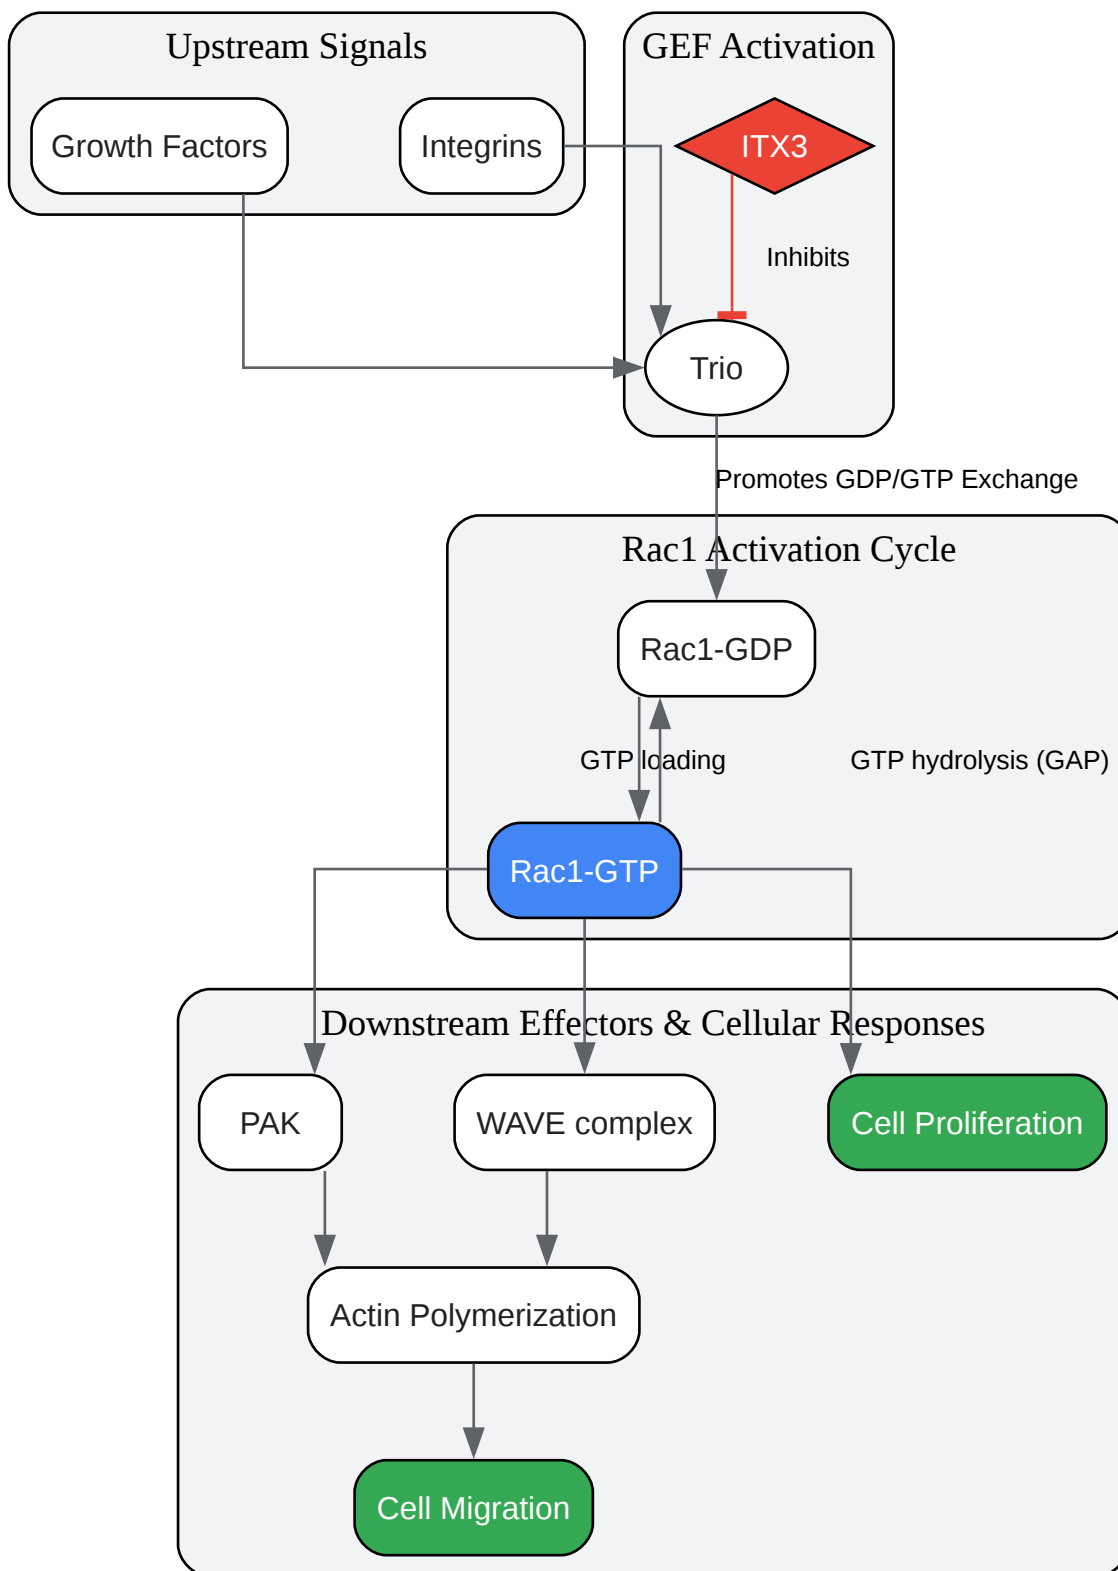 Upstream Signals
GEF Activation
Growth Factors
Integrins
ITX3
Inhibits
Trio
Promotes GDP/GTP Exchange
Rac1 Activation Cycle
Rac1-GDP
GTP loading
GTP hydrolysis (GAP)
Rac1-GTP
Downstream Effectors & Cellular Responses
PAK
WAVE complex
Cell Proliferation
Actin Polymerization
Cell Migration